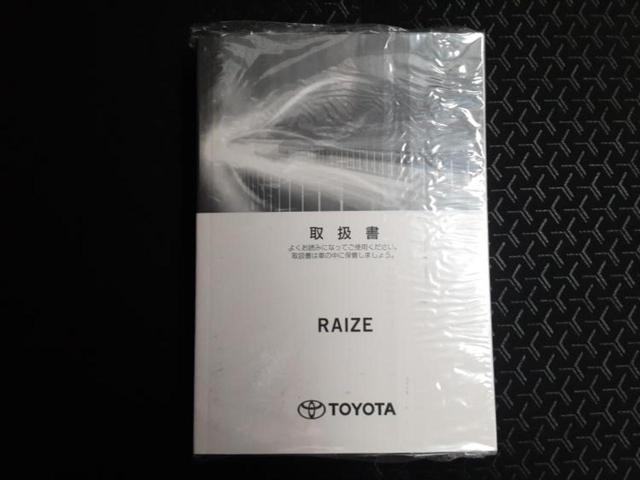 取扱書
よくお読みになってご使用ください。
取扱書は車の中に保管しましょう。
RAIZE
TOYOTA